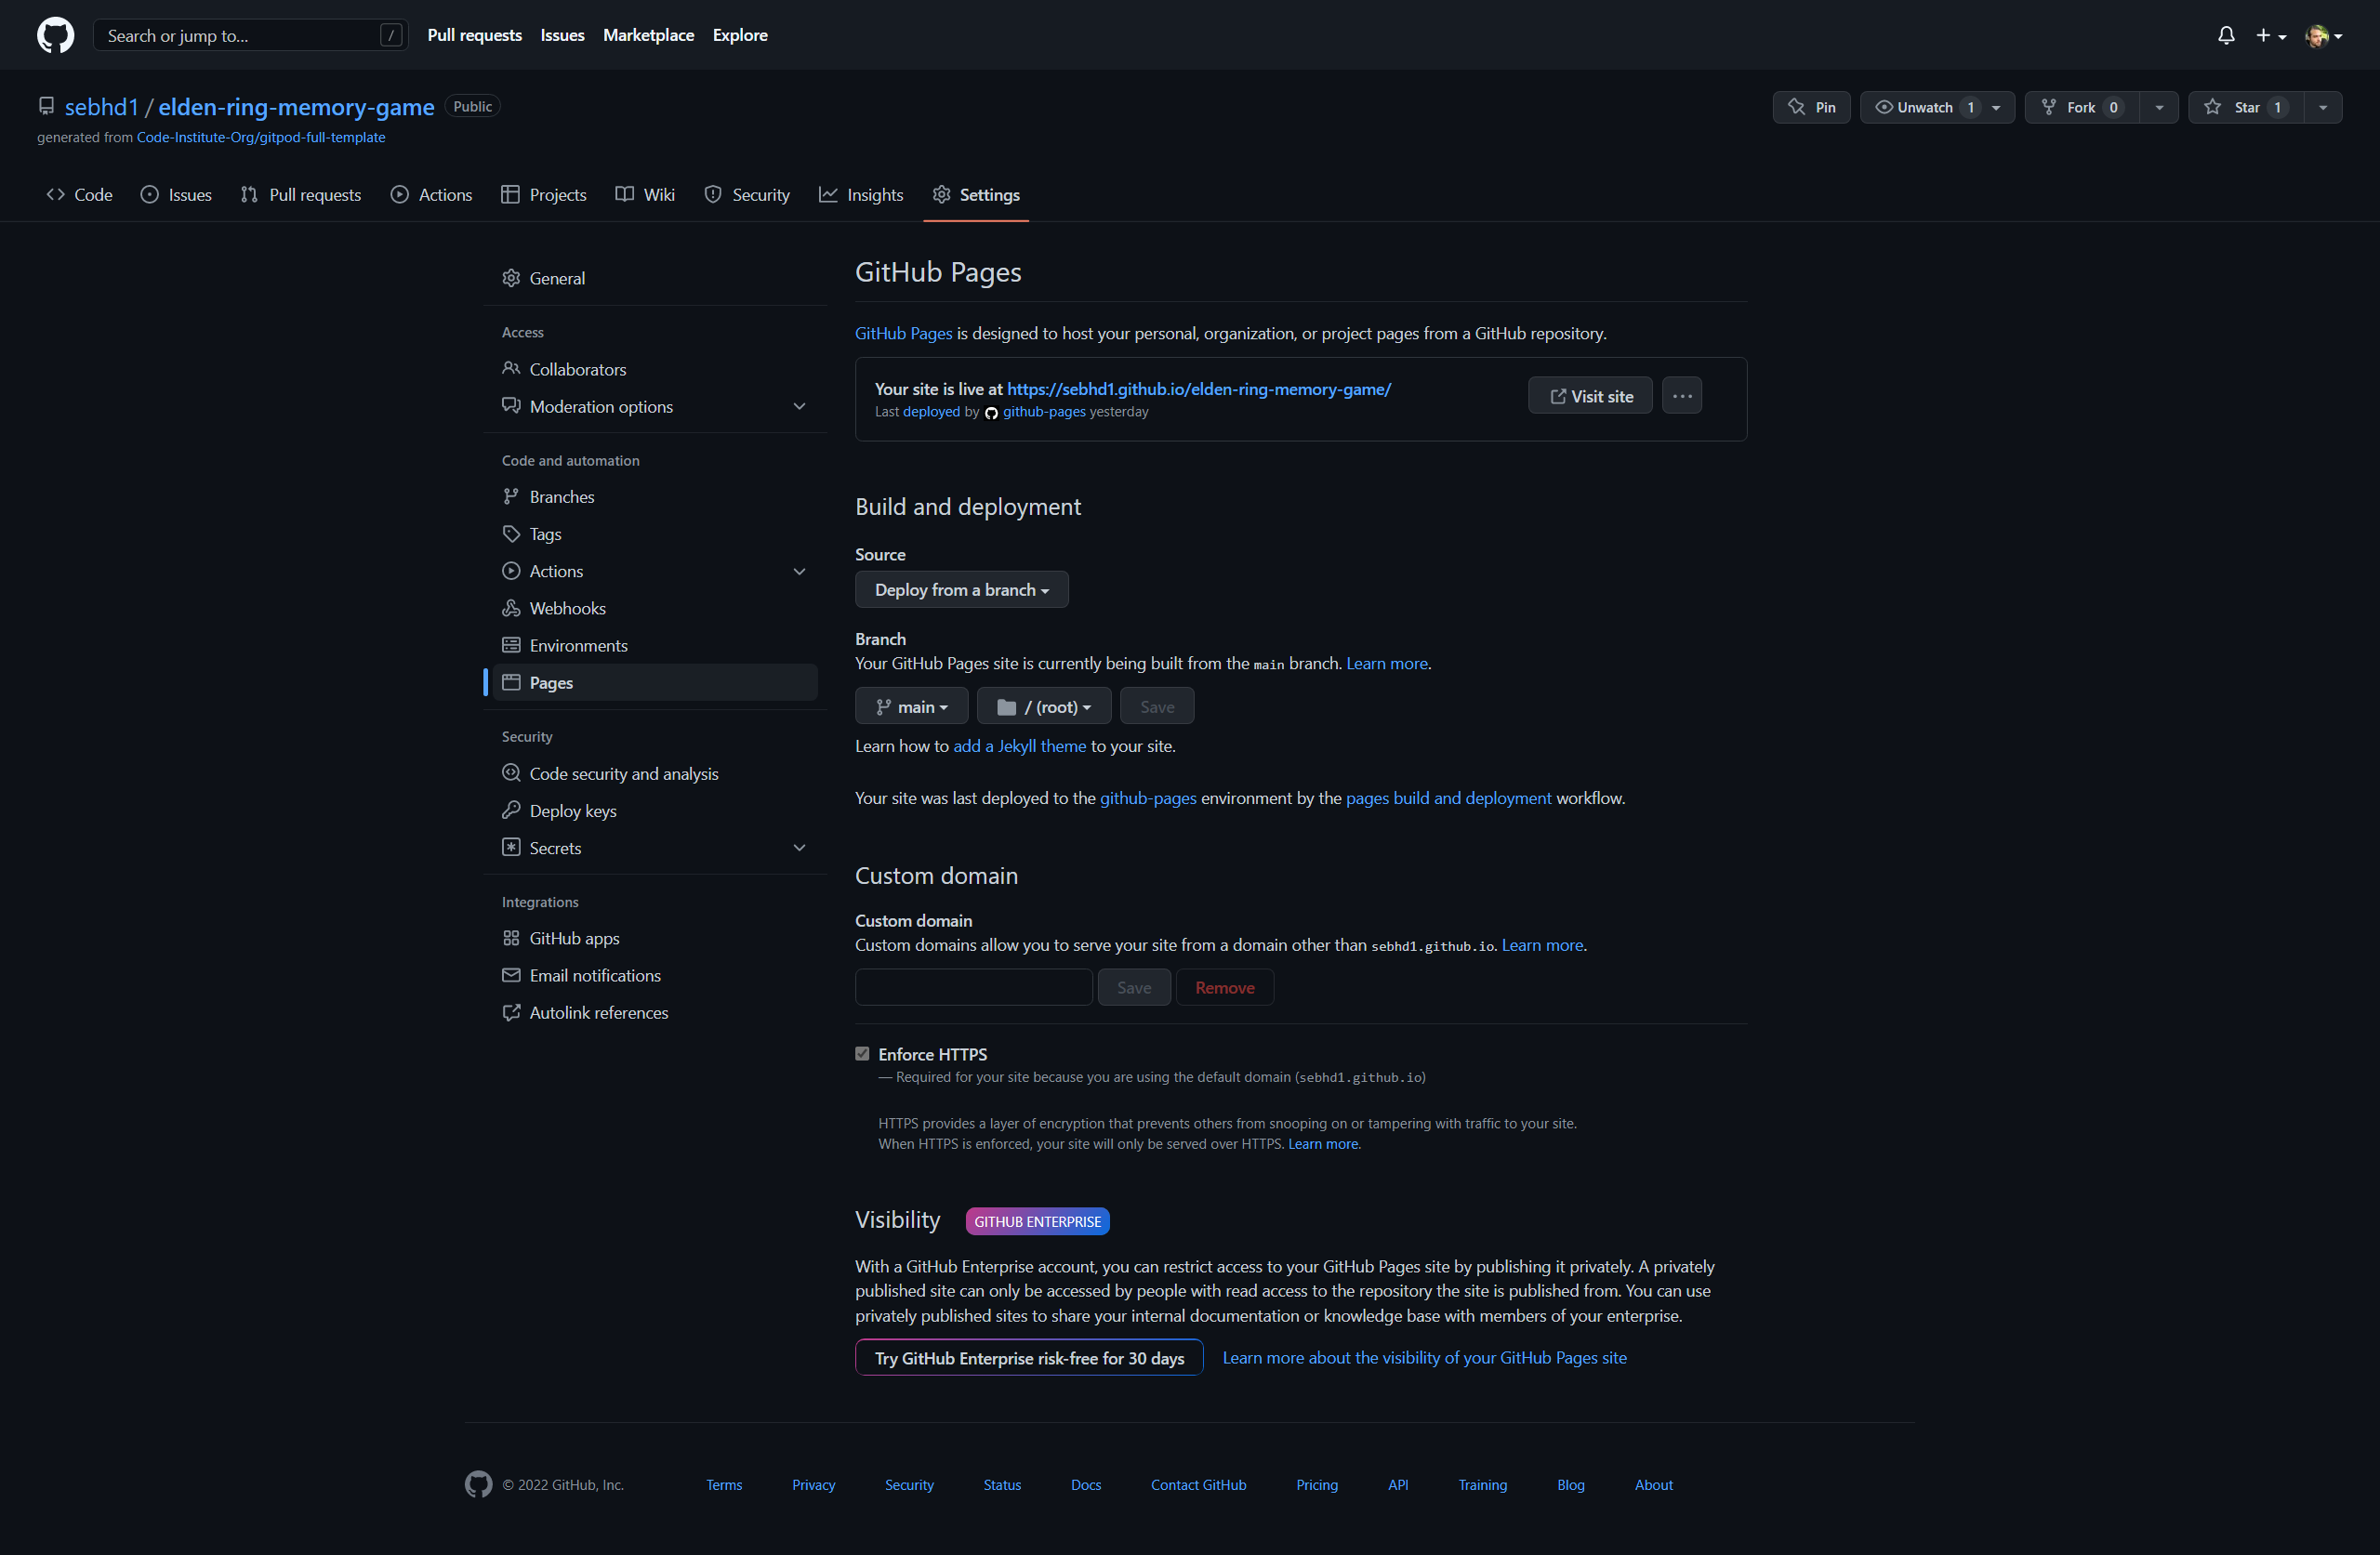 Search or jump to... /
Pull requests Issues Marketplace Explore
sebhd1 / elden-ring-memory-game Public
generated from Code-Institute-Org/gitpod-full-template
Pin
Unwatch 1
Fork 0
Star 1
Code Issues Pull requests Actions Projects Wiki Security Insights Settings
General
Access
Collaborators
Moderation options
Code and automation
Branches
Tags
Actions
Webhooks
Environments
Pages
Security
Code security and analysis
Deploy keys
Secrets
Integrations
GitHub apps
Email notifications
Autolink references
GitHub Pages
GitHub Pages is designed to host your personal, organization, or project pages from a GitHub repository.
Your site is live at https://sebhd1.github.io/elden-ring-memory-game/
Last deployed by github-pages yesterday
Visit site
Build and deployment
Source
Deploy from a branch
Branch
Your GitHub Pages site is currently being built from the main branch. Learn more.
main / (root) Save
Learn how to add a Jekyll theme to your site.
Your site was last deployed to the github-pages environment by the pages build and deployment workflow.
Custom domain
Custom domain
Custom domains allow you to serve your site from a domain other than sebhd1.github.io. Learn more.
Save Remove
Enforce HTTPS
— Required for your site because you are using the default domain (sebhd1.github.io)
HTTPS provides a layer of encryption that prevents others from snooping on or tampering with traffic to your site.
When HTTPS is enforced, your site will only be served over HTTPS. Learn more.
Visibility GITHUB ENTERPRISE
With a GitHub Enterprise account, you can restrict access to your GitHub Pages site by publishing it privately. A privately
published site can only be accessed by people with read access to the repository the site is published from. You can use
privately published sites to share your internal documentation or knowledge base with members of your enterprise.
Try GitHub Enterprise risk-free for 30 days Learn more about the visibility of your GitHub Pages site
© 2022 GitHub, Inc. Terms Privacy Security Status Docs Contact GitHub Pricing API Training Blog About